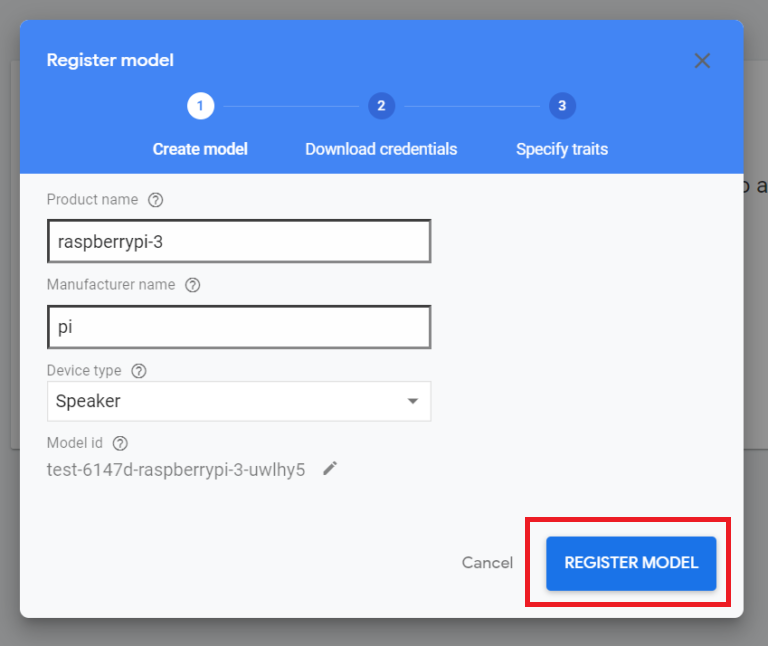 Register model
1 2 3
Create model Download credentials Specify traits
Product name
raspberrypi-3
Manufacturer name
pi
Device type
Speaker
Model id
test-6147d-raspberrypi-3-uwlhy5
Cancel REGISTER MODEL